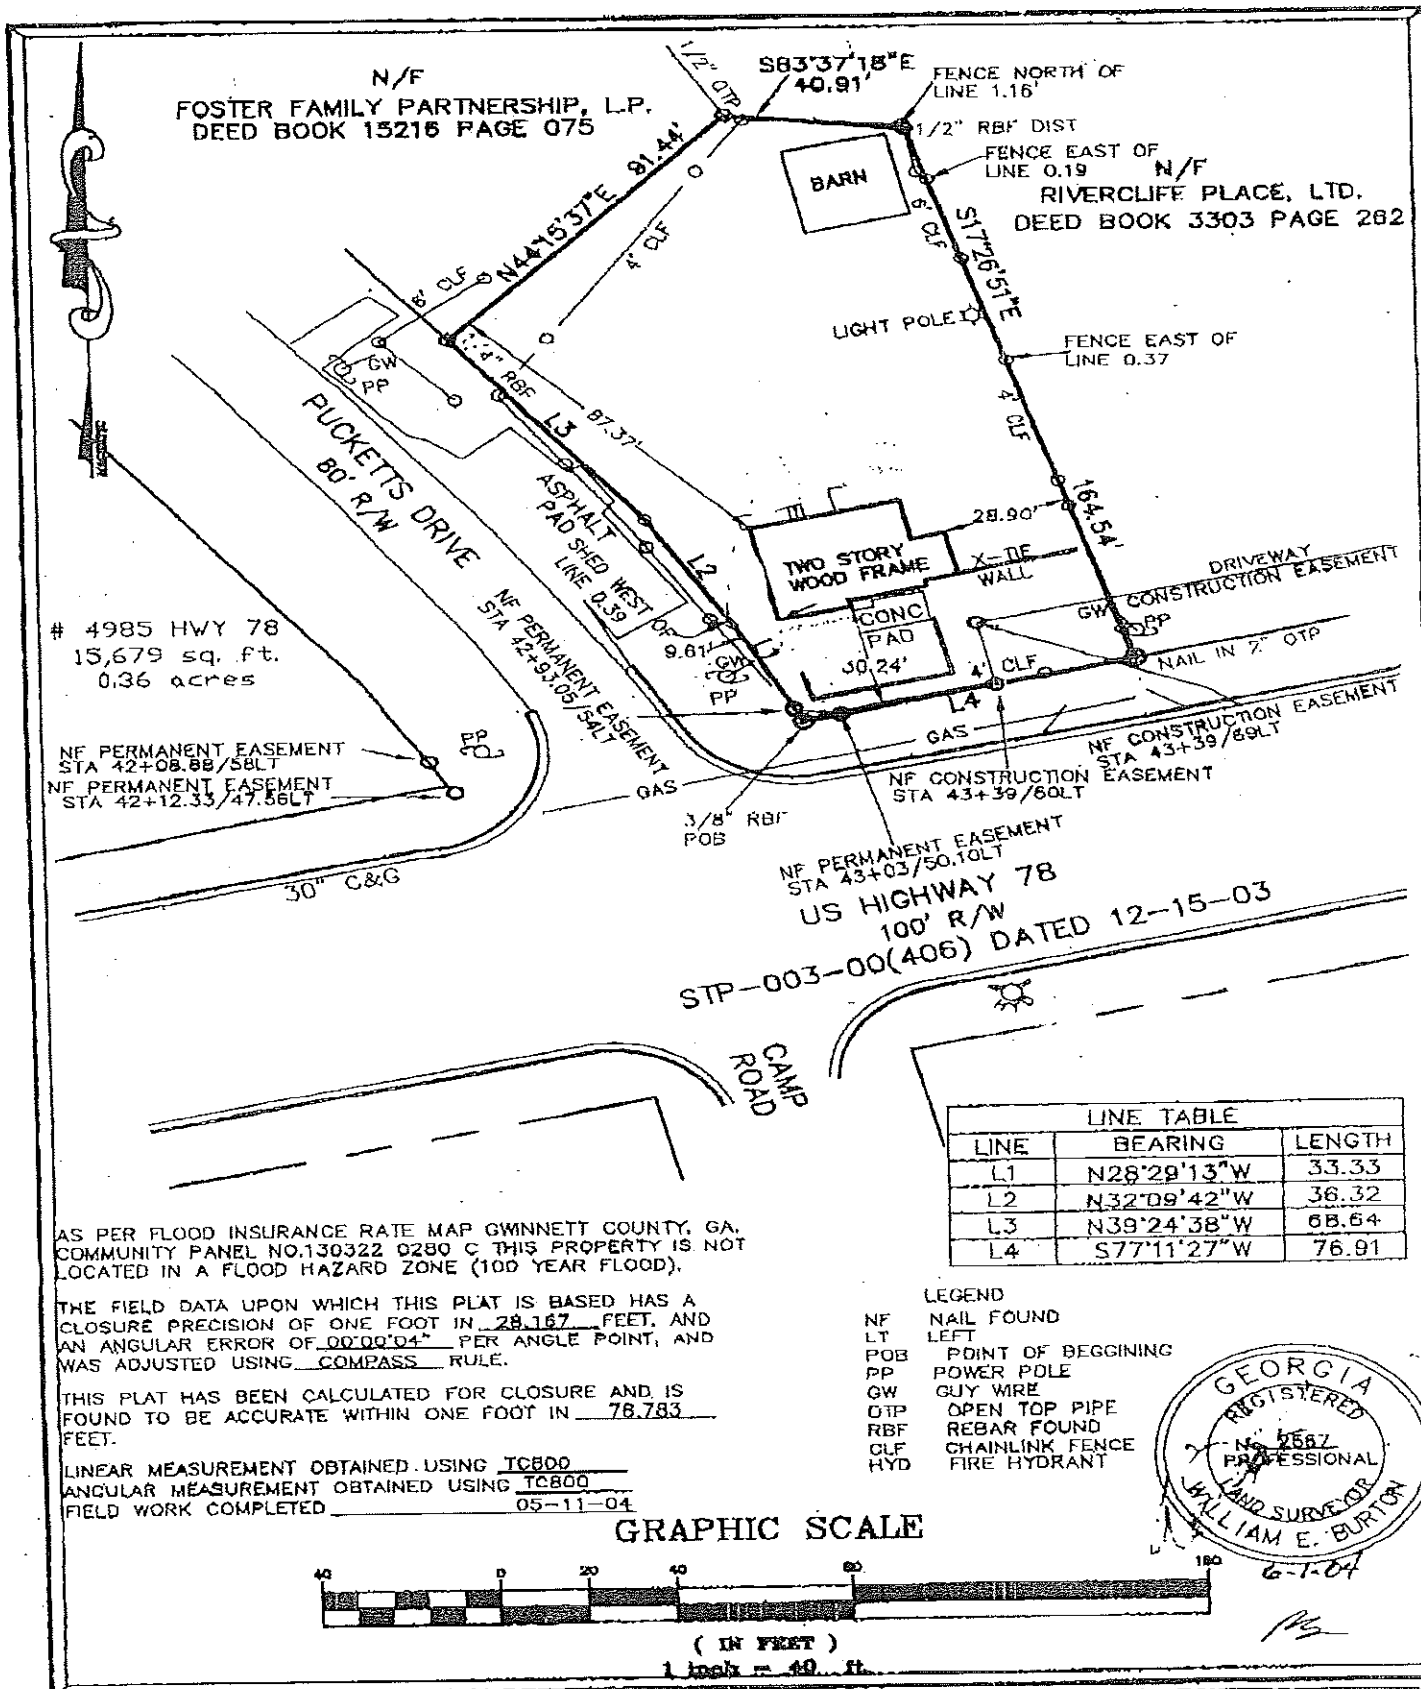 N/F
FOSTER FAMILY PARTNERSHIP, L.P.
DEED BOOK 15216 PAGE 075
1/2" OTP
S83°37'18"E
40.91'
FENCE NORTH OF
LINE 1.16'
1/2" RBF DIST
FENCE EAST OF
LINE 0.19
N/F
RIVERCLIFF PLACE, LTD.
DEED BOOK 3303 PAGE 262
BARN
N44°15'37"E 91.44'
4' CLF
6' CLF
S17°26'51"E
6' CLF
LIGHT POLE
FENCE EAST OF
LINE 0.37
4' CLF
164.54'
GW
PP
1/4" RBF
L3
87.37'
PUCKETTS DRIVE
80' R/W
ASPHALT
PAD SHED WEST OF
LINE 0.39
L2
TWO STORY
WOOD FRAME
28.90'
X-TIE
WALL
DRIVEWAY
CONSTRUCTION EASEMENT
CONC
PAD
GW
PP
# 4985 HWY 78
15,679 sq. ft.
0.36 acres
NF PERMANENT EASEMENT
STA 42+93.05/54LT
9.61'
GW
PP
30.24'
4' CLF
NAIL IN 2" OTP
L4
GAS
NF CONSTRUCTION EASEMENT
STA 43+39/69LT
PP
NF PERMANENT EASEMENT
STA 42+08.88/58LT
NF PERMANENT EASEMENT
STA 42+12.33/47.56LT
GAS
NF CONSTRUCTION EASEMENT
STA 43+39/60LT
3/8" RBF
POB
NF PERMANENT EASEMENT
STA 43+03/50.10LT
30" C&G
US HIGHWAY 78
100' R/W
STP-003-00(406) DATED 12-15-03
CAMP
ROAD
LINE TABLE
LINE BEARING LENGTH
L1 N28°29'13"W 33.33
L2 N32°09'42"W 36.32
L3 N39°24'38"W 68.64
L4 S77°11'27"W 76.91
AS PER FLOOD INSURANCE RATE MAP GWINNETT COUNTY, GA.
COMMUNITY PANEL NO.130322 0280 C THIS PROPERTY IS NOT
LOCATED IN A FLOOD HAZARD ZONE (100 YEAR FLOOD).
THE FIELD DATA UPON WHICH THIS PLAT IS BASED HAS A
CLOSURE PRECISION OF ONE FOOT IN 28,167 FEET, AND
AN ANGULAR ERROR OF 00°00'04" PER ANGLE POINT, AND
WAS ADJUSTED USING COMPASS RULE.
THIS PLAT HAS BEEN CALCULATED FOR CLOSURE AND IS
FOUND TO BE ACCURATE WITHIN ONE FOOT IN 76,783
FEET.
LINEAR MEASUREMENT OBTAINED USING TC800
ANGULAR MEASUREMENT OBTAINED USING TC800
FIELD WORK COMPLETED 05-11-04
LEGEND
NF NAIL FOUND
LT LEFT
POB POINT OF BEGGINING
PP POWER POLE
GW GUY WIRE
OTP OPEN TOP PIPE
RBF REBAR FOUND
CLF CHAINLINK FENCE
HYD FIRE HYDRANT
GEORGIA
REGISTERED
No. 2567
PROFESSIONAL
LAND SURVEYOR
WILLIAM E. BURTON
6-1-04
GRAPHIC SCALE
40 0 20 40 80 160
( IN FEET )
1 inch = 40 ft.